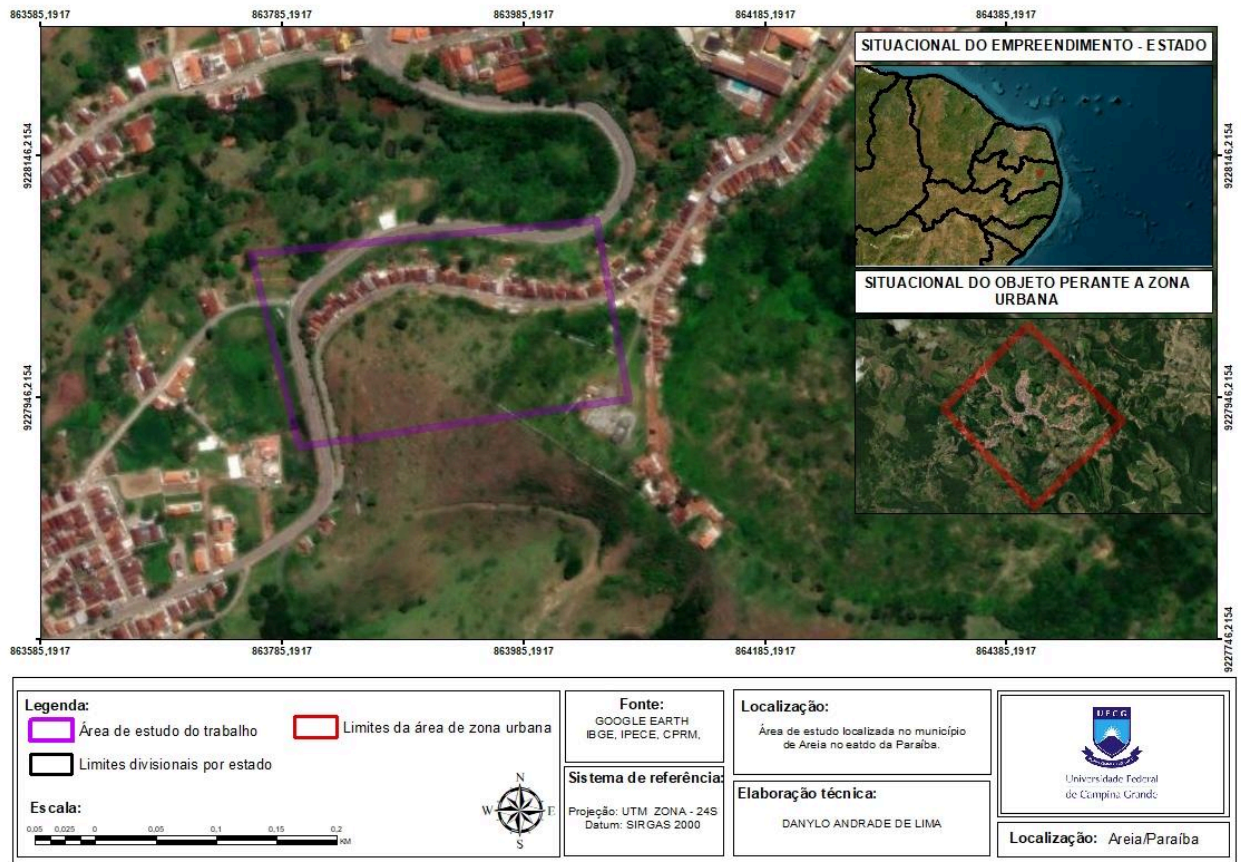 863585,1917
863785,1917
863985,1917
864185,1917
864385,1917
9228146,2154
9227946,2154
9228146,2154
9227946,2154
9227746,2154
SITUACIONAL DO EMPREENDIMENTO - ESTADO
SITUACIONAL DO OBJETO PERANTE A ZONA
URBANA
863585,1917
863785,1917
863985,1917
864185,1917
864385,1917
Legenda:
Área de estudo do trabalho
Limites da área de zona urbana
Limites divisionais por estado
Escala:
0,05 0,025 0 0,05 0,1 0,15 0,2
KM
N
W E
S
Fonte:
GOOGLE EARTH
IBGE, IPECE, CPRM,
Sistema de referência:
Projeção: UTM ZONA - 24S
Datum: SIRGAS 2000
Localização:
Área de estudo localizada no município
de Areia no eatdo da Paraíba.
Elaboração técnica:
DANYLO ANDRADE DE LIMA
UFCG
Universidade Federal
de Campina Grande
Localização: Areia/Paraíba